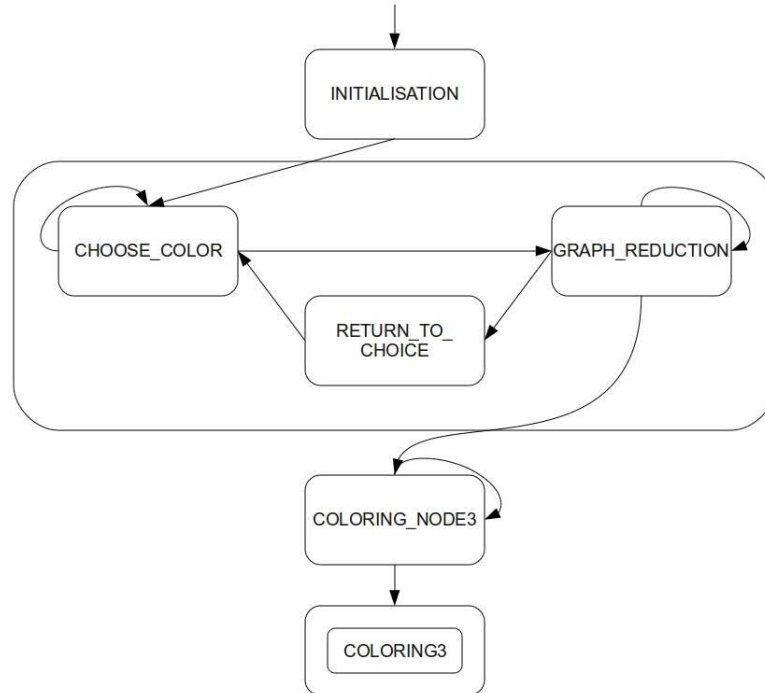 INITIALISATION
CHOOSE_COLOR
GRAPH_REDUCTION
RETURN_TO_
CHOICE
COLORING_NODE3
COLORING3